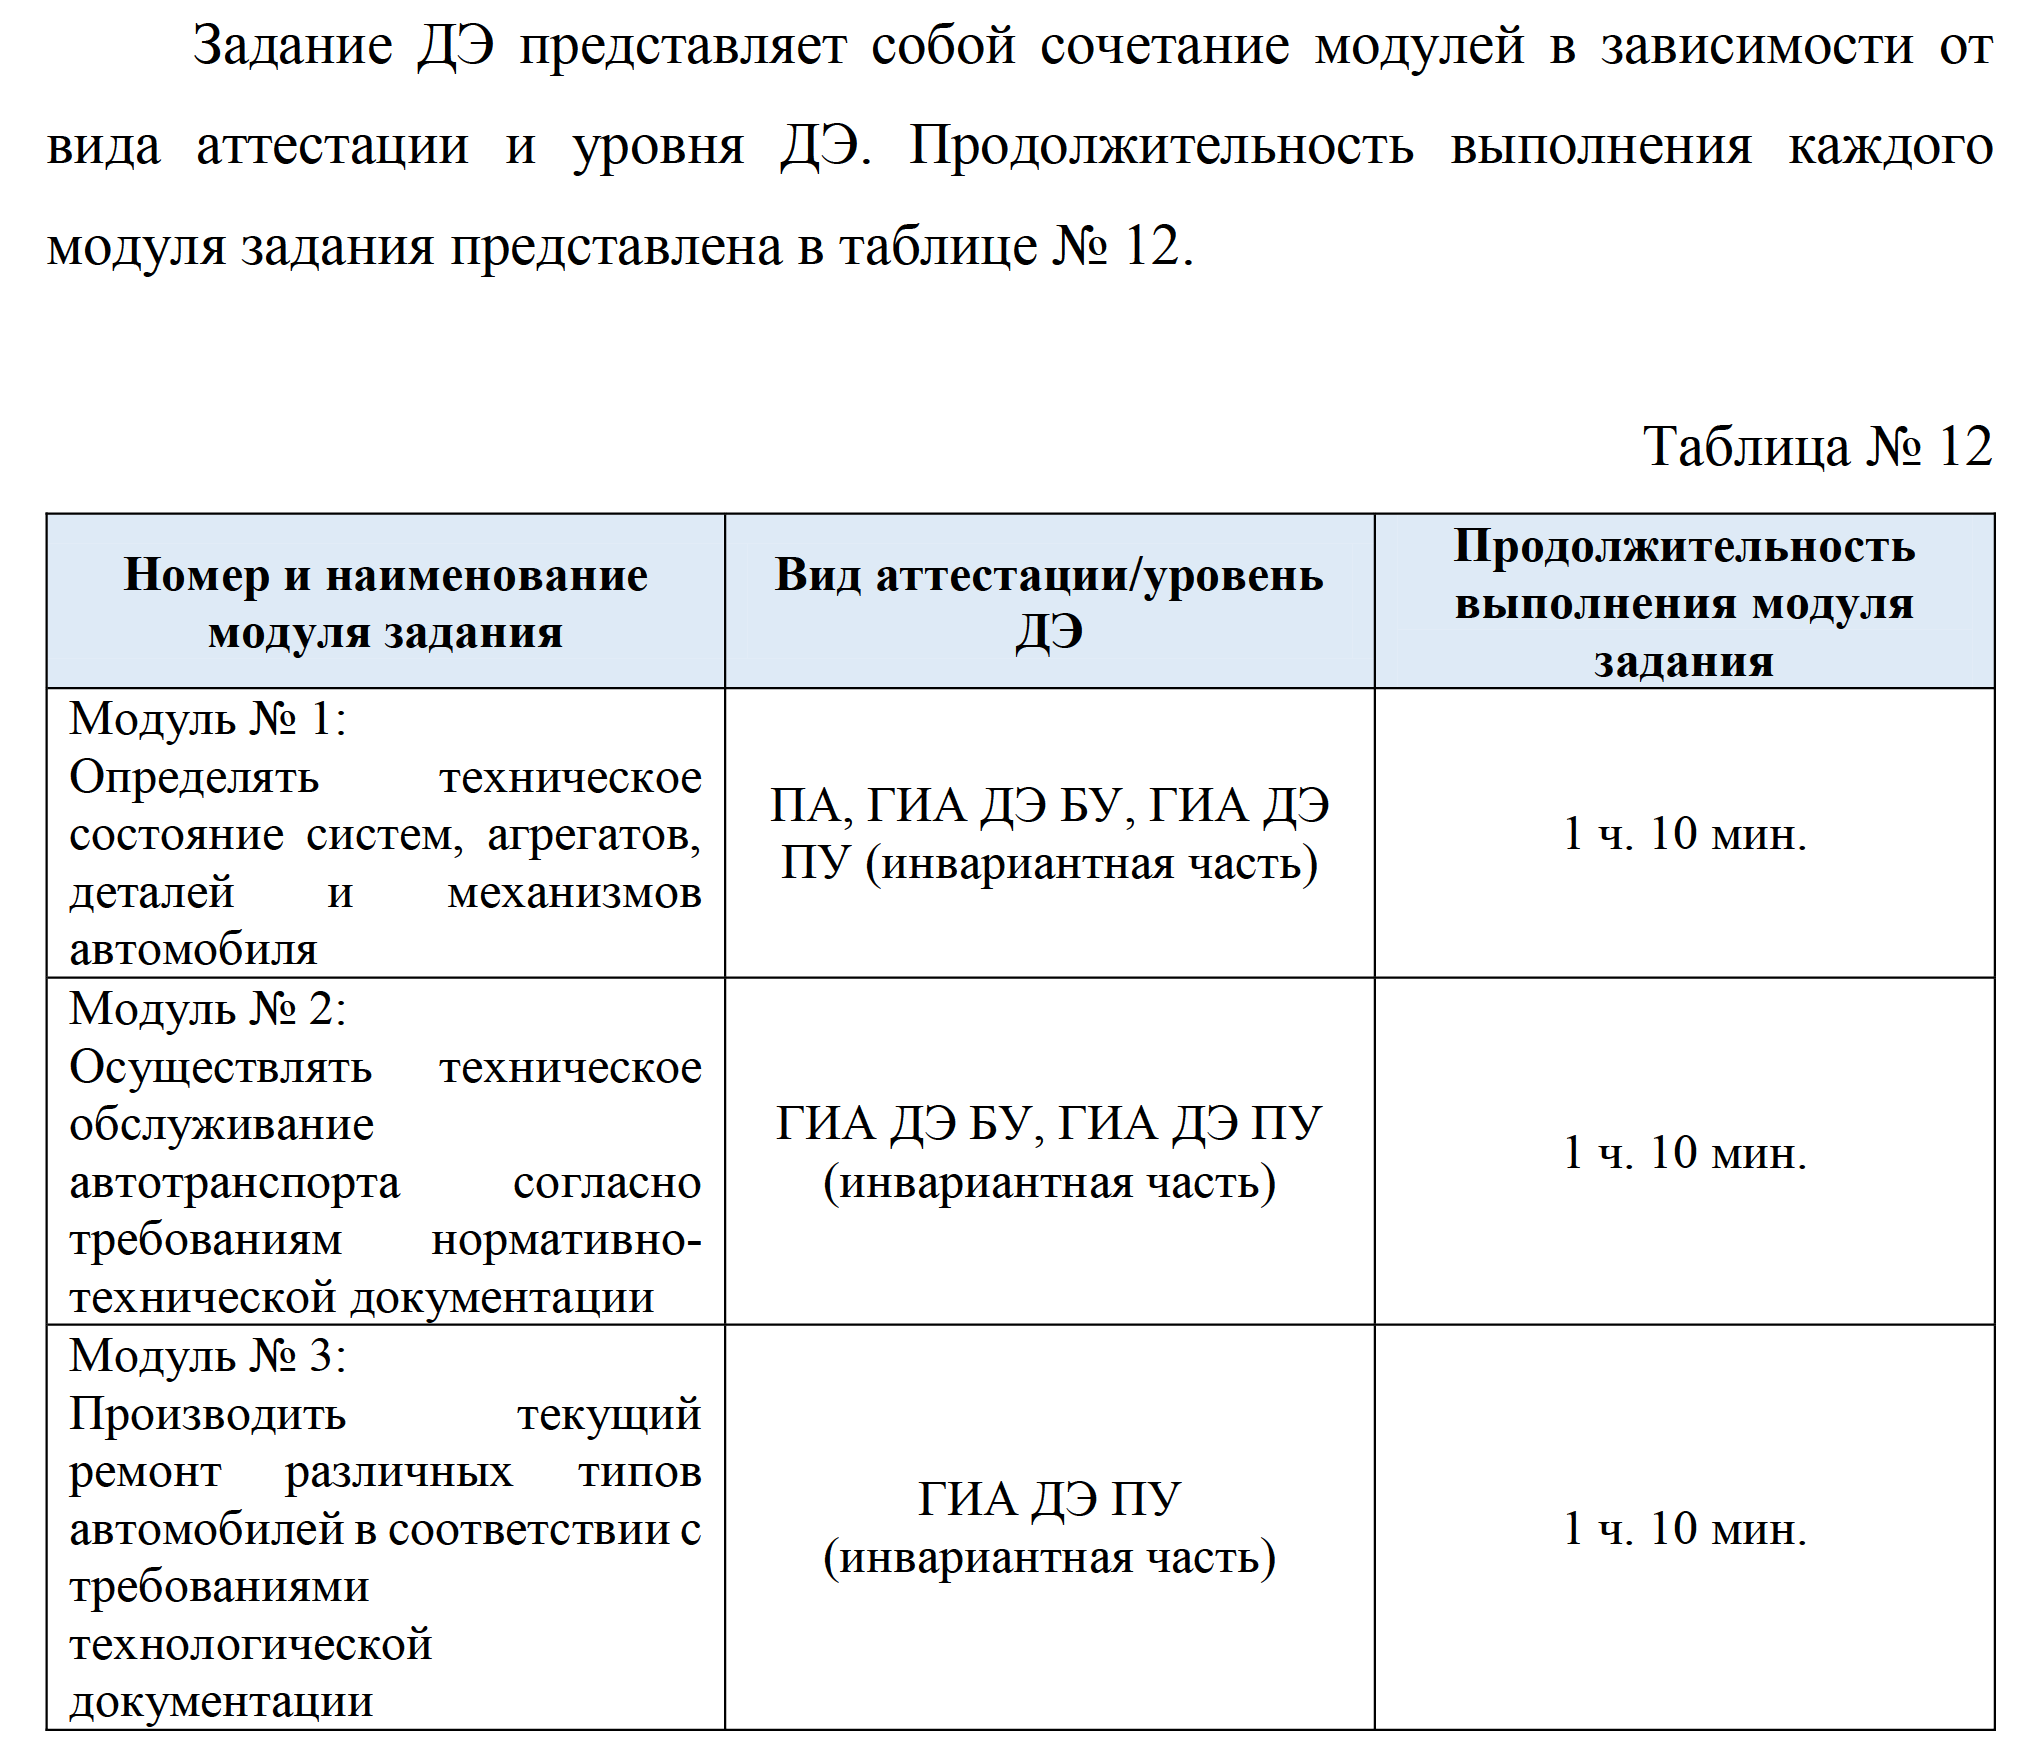 Задание ДЭ представляет собой сочетание модулей в зависимости от
вида аттестации и уровня ДЭ. Продолжительность выполнения каждого
модуля задания представлена в таблице № 12.
Таблица № 12
Номер и наименование
модуля задания
Вид аттестации/уровень
ДЭ
Продолжительность
выполнения модуля
задания
Модуль № 1:
Определять техническое
состояние систем, агрегатов,
деталей и механизмов
автомобиля
ПА, ГИА ДЭ БУ, ГИА ДЭ
ПУ (инвариантная часть)
1 ч. 10 мин.
Модуль № 2:
Осуществлять техническое
обслуживание
автотранспорта согласно
требованиям нормативно-
технической документации
ГИА ДЭ БУ, ГИА ДЭ ПУ
(инвариантная часть)
1 ч. 10 мин.
Модуль № 3:
Производить текущий
ремонт различных типов
автомобилей в соответствии с
требованиями
технологической
документации
ГИА ДЭ ПУ
(инвариантная часть)
1 ч. 10 мин.